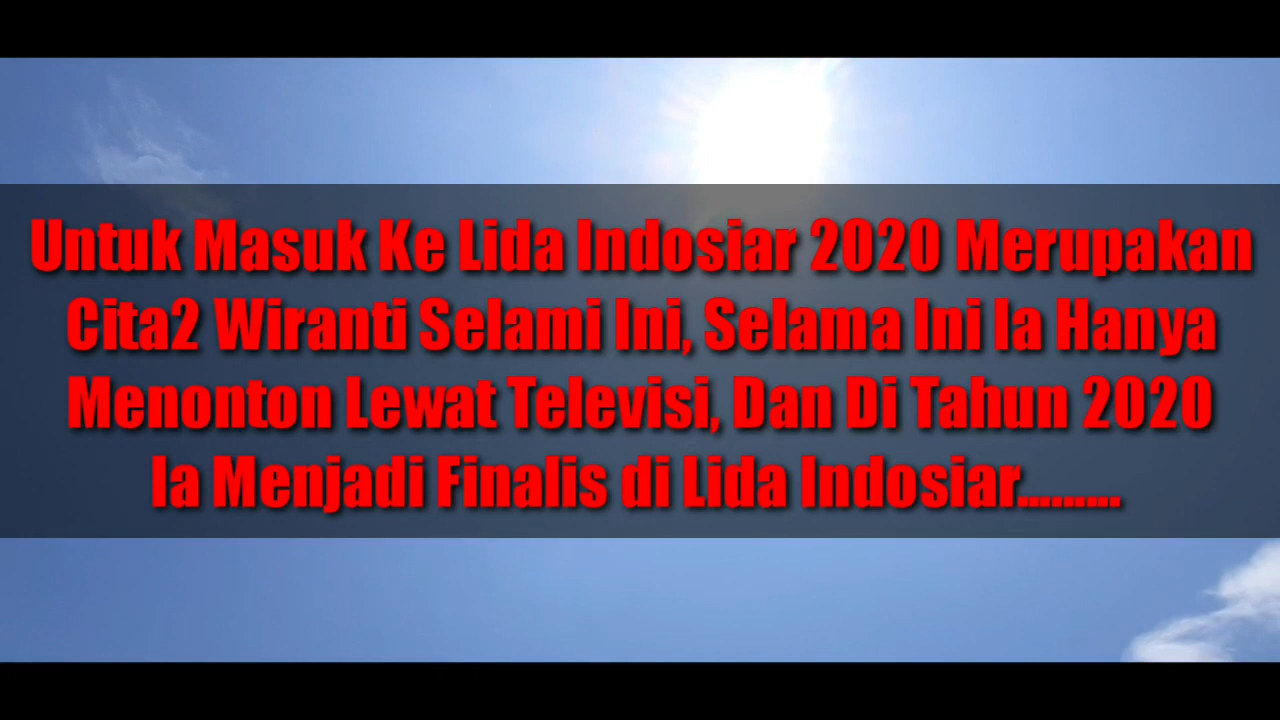 Untuk Masuk Ke Lida Indosiar 2020 Merupakan
Cita2 Wiranti Selami Ini, Selama Ini Ia Hanya
Menonton Lewat Televisi, Dan Di Tahun 2020
Ia Menjadi Finalis di Lida Indosiar.........